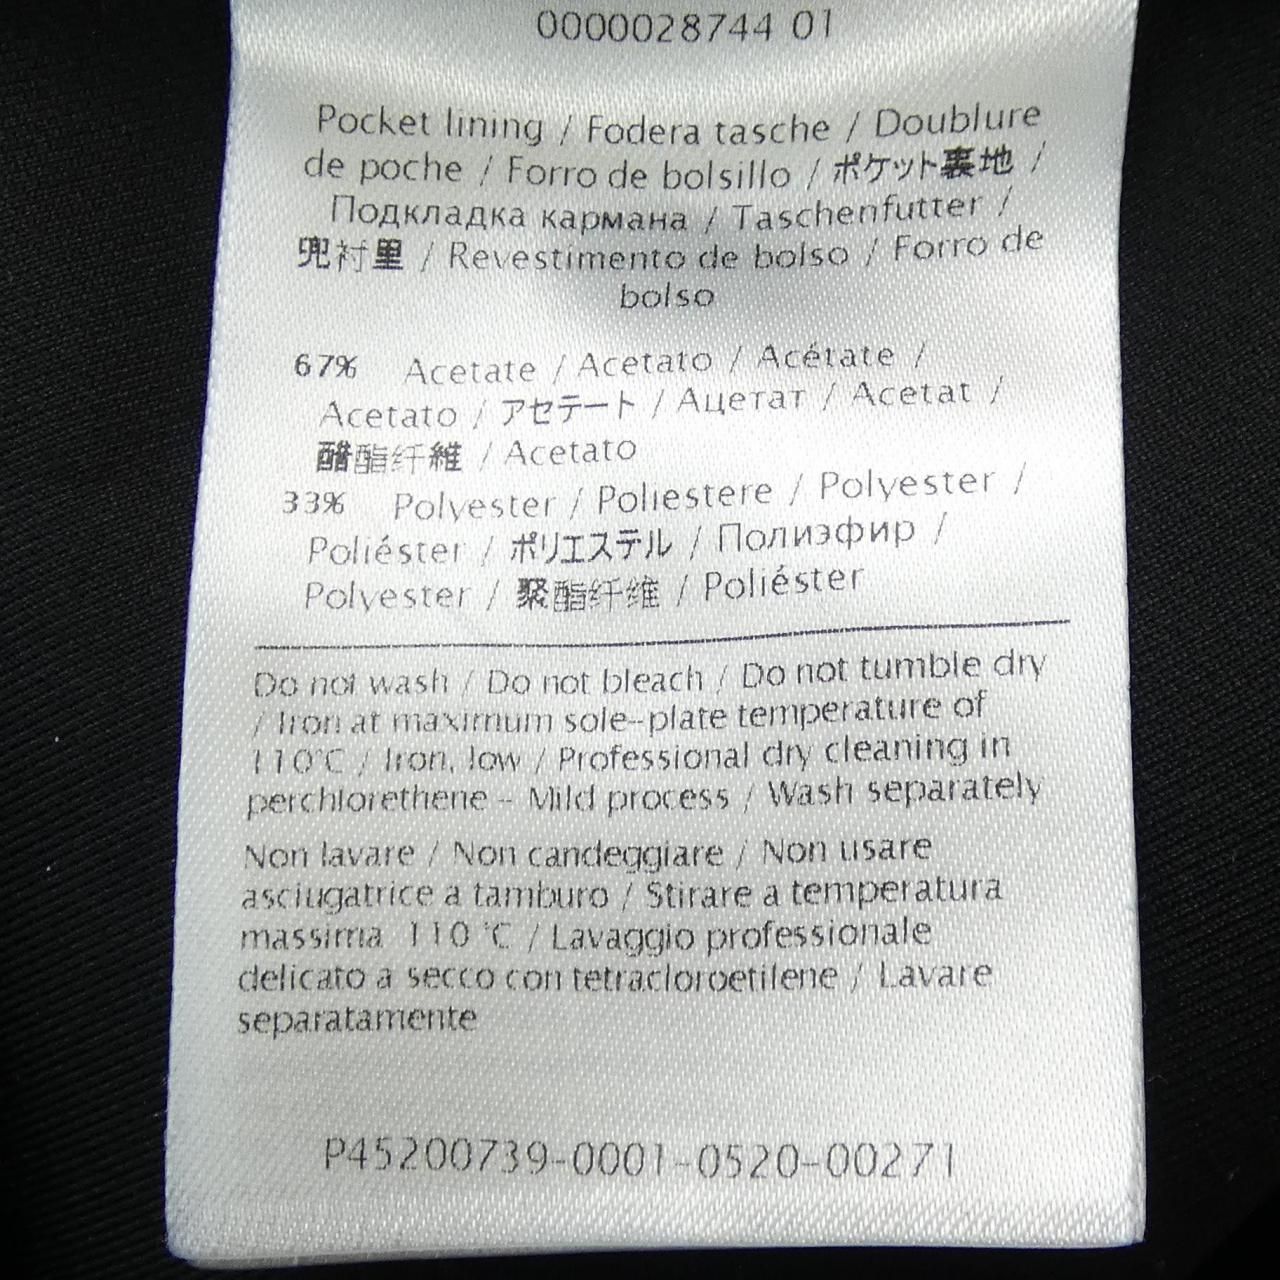 0000028744 01
Pocket lining / Fodera tasche / Doublure
de poche / Forro de bolsillo / ポケット裏地 /
Подкладка кармана / Taschenfutter /
兜衬里 / Revestimento de bolso / Forro de
bolso
67% Acetate / Acetato / Acétate /
Acetato / アセテート / Ацетат / Acetat /
醋酯纤維 / Acetato
33% Polyester / Poliestere / Polyester /
Poliéster / ポリエステル / Полиэфир /
Polyester / 聚酯纤维 / Poliéster
Do not wash / Do not bleach / Do not tumble dry
/ Iron at maximum sole-plate temperature of
110°C / Iron, low / Professional dry cleaning in
perchlorethene - Mild process / Wash separately
Non lavare / Non candeggiare / Non usare
asciugatrice a tamburo / Stirare a temperatura
massima 110 °C / Lavaggio professionale
delicato a secco con tetracloroetilene / Lavare
separatamente
P45200739-0001-0520-00271